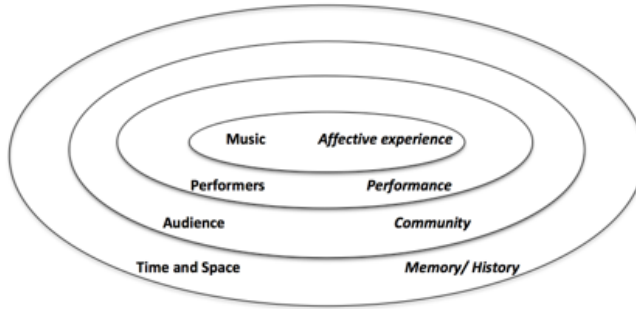 Music Affective experience
Performers Performance
Audience Community
Time and Space Memory/ History